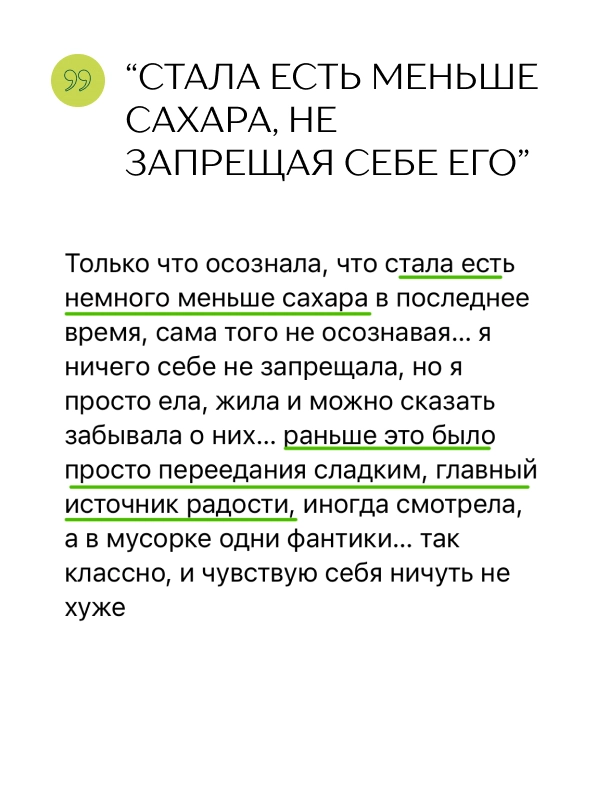 “СТАЛА ЕСТЬ МЕНЬШЕ
САХАРА, НЕ
ЗАПРЕЩАЯ СЕБЕ ЕГО”
Только что осознала, что стала есть
немного меньше сахара в последнее
время, сама того не осознавая... я
ничего себе не запрещала, но я
просто ела, жила и можно сказать
забывала о них... раньше это было
просто переедания сладким, главный
источник радости, иногда смотрела,
а в мусорке одни фантики... так
классно, и чувствую себя ничуть не
хуже